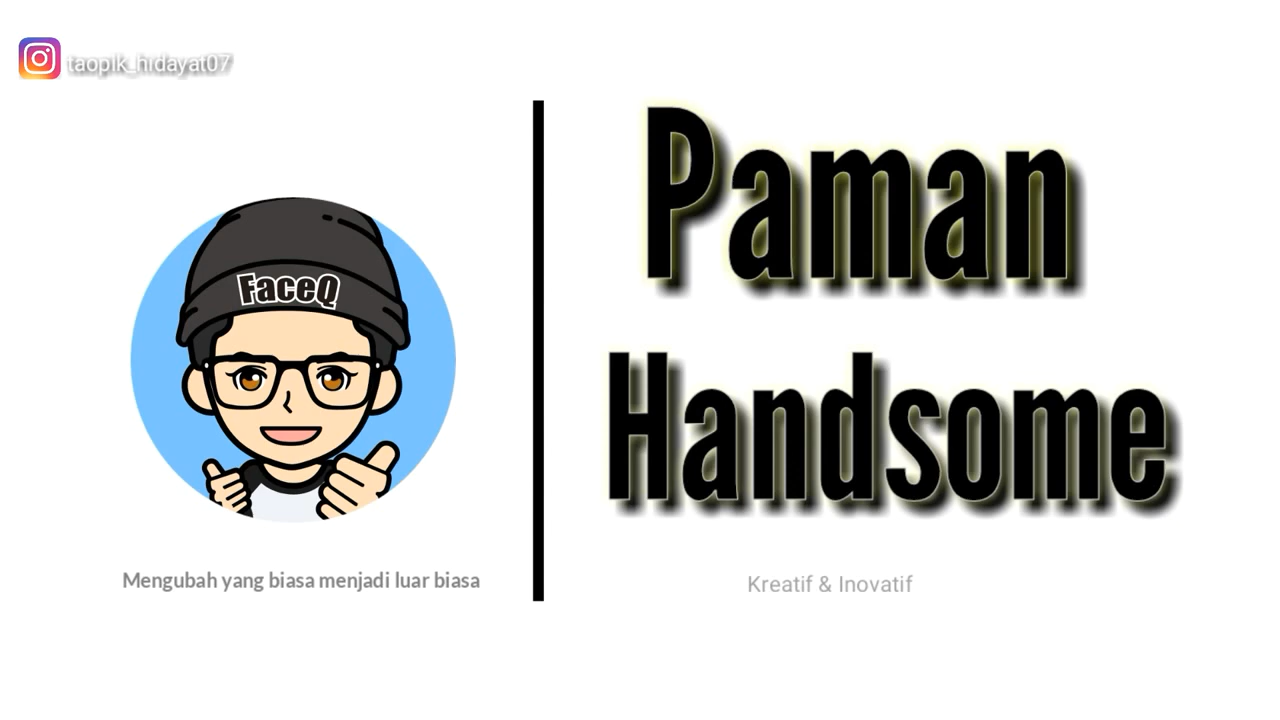 taopik_hidayat07
FaceQ
Mengubah yang biasa menjadi luar biasa
Paman
Handsome
Kreatif & Inovatif